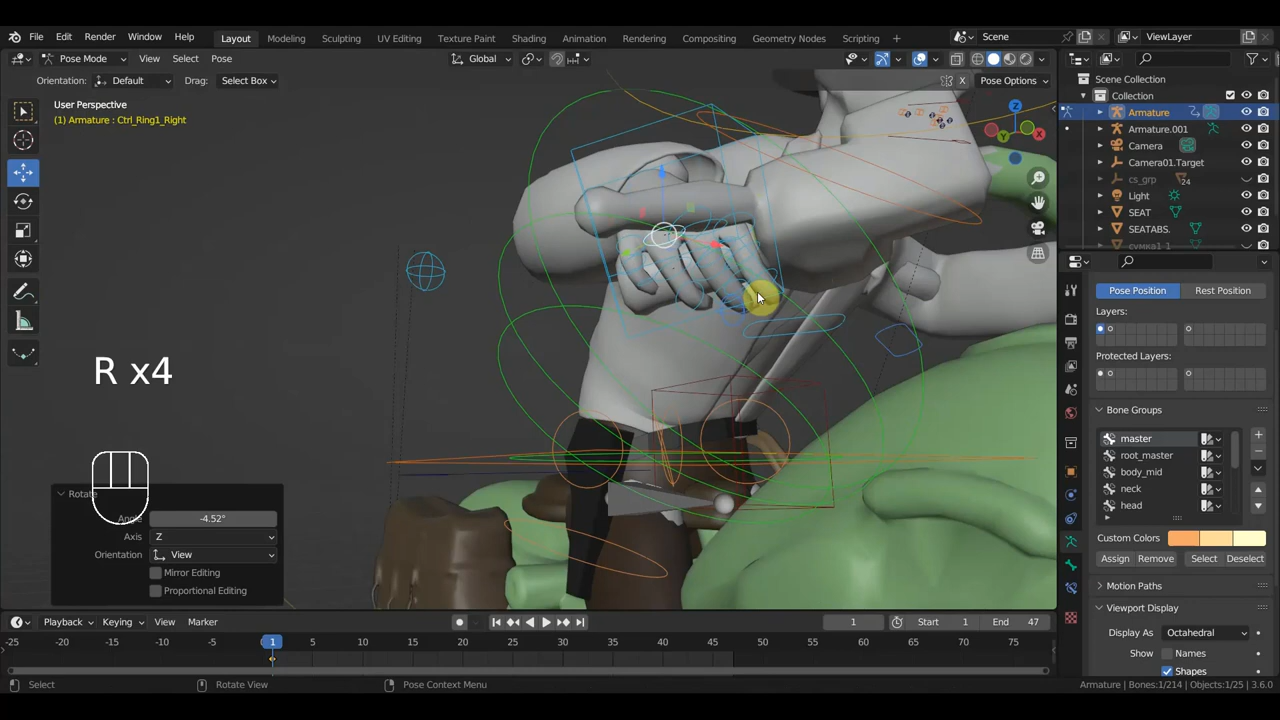 File Edit Render Window Help Layout Modeling Sculpting UV Editing Texture Paint Shading Animation Rendering Compositing Geometry Nodes Scripting + Scene ViewLayer
Pose Mode View Select Pose Global
Orientation: Default Drag: Select Box X Pose Options
User Perspective
(1) Armature : Ctrl_Ring1_Right
Z
X
Y
R x4
Rotate
Angle -4.52°
Axis Z
Orientation View
Mirror Editing
Proportional Editing
Scene Collection
Collection
Armature
Armature.001
Camera
Camera01.Target
cs_grp 24
Light
SEAT
SEATABS.
сумка1-1
Pose Position Rest Position
Layers:
Protected Layers:
Bone Groups
master
root_master
body_mid
neck
head
Custom Colors
Assign Remove Select Deselect
Motion Paths
Viewport Display
Display As Octahedral
Show Names
Shapes
Playback Keying View Marker 1 Start 1 End 47
-25 -20 -15 -10 -5 1 5 10 15 20 25 30 35 40 45 50 55 60 65 70 75
Select Rotate View Pose Context Menu Armature | Bones:1/214 | Objects:1/25 | 3.6.0